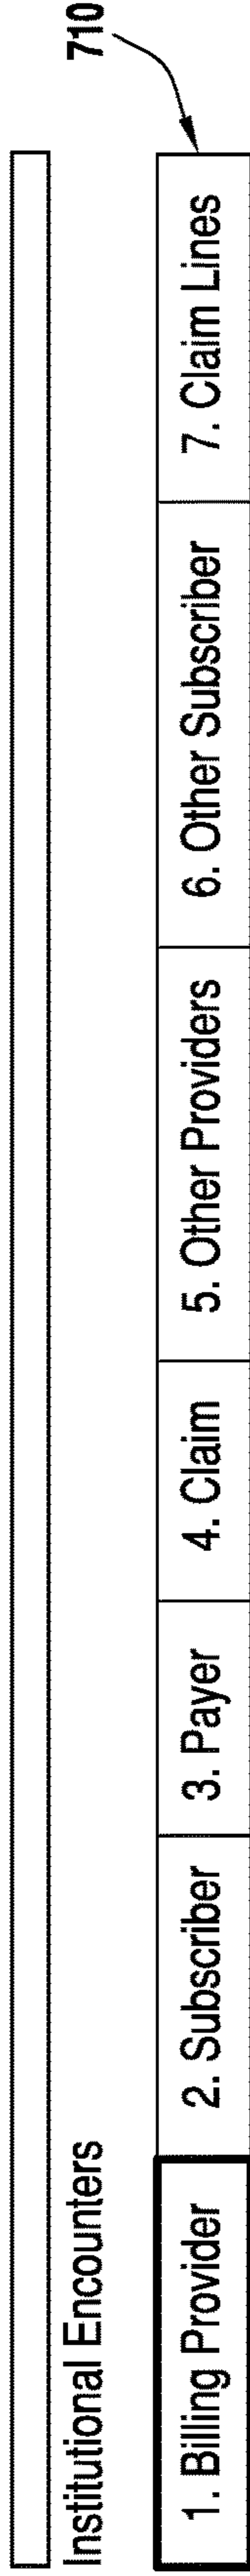 710
Institutional Encounters
1. Billing Provider 2. Subscriber 3. Payer 4. Claim 5. Other Providers 6. Other Subscriber 7. Claim Lines